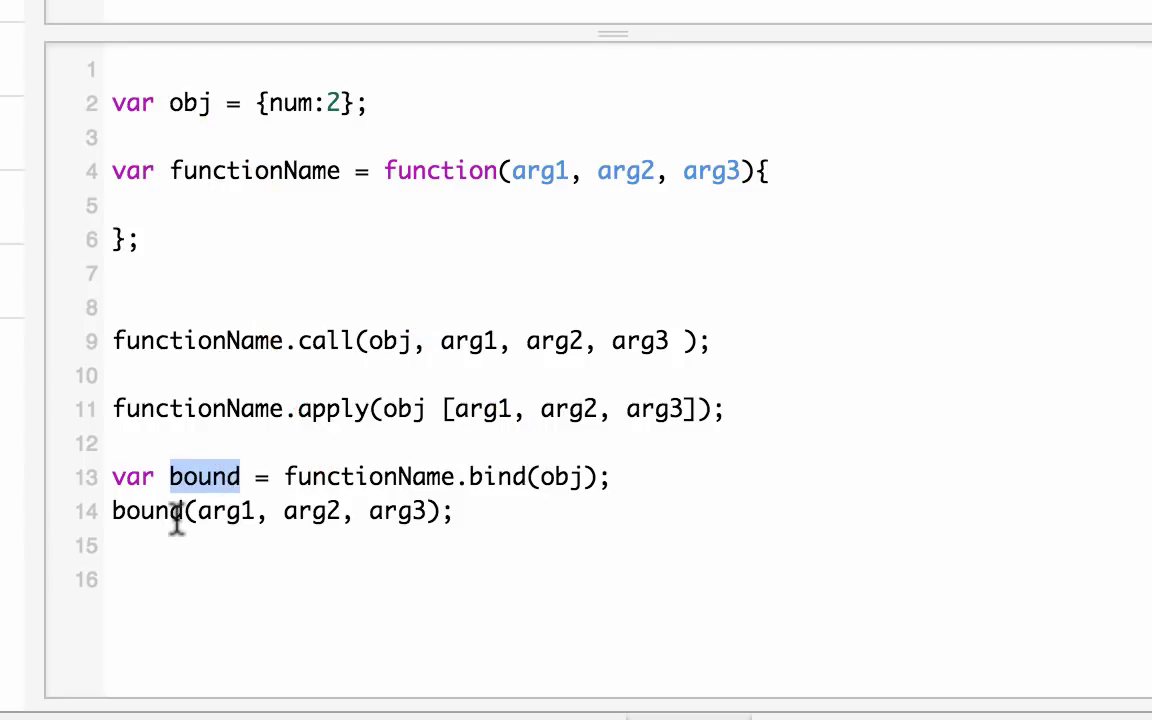 1
2 var obj = {num:2};
3
4 var functionName = function(arg1, arg2, arg3){
5
6 };
7
8
9 functionName.call(obj, arg1, arg2, arg3 );
10
11 functionName.apply(obj [arg1, arg2, arg3]);
12
13 var bound = functionName.bind(obj);
14 bound(arg1, arg2, arg3);
15
16